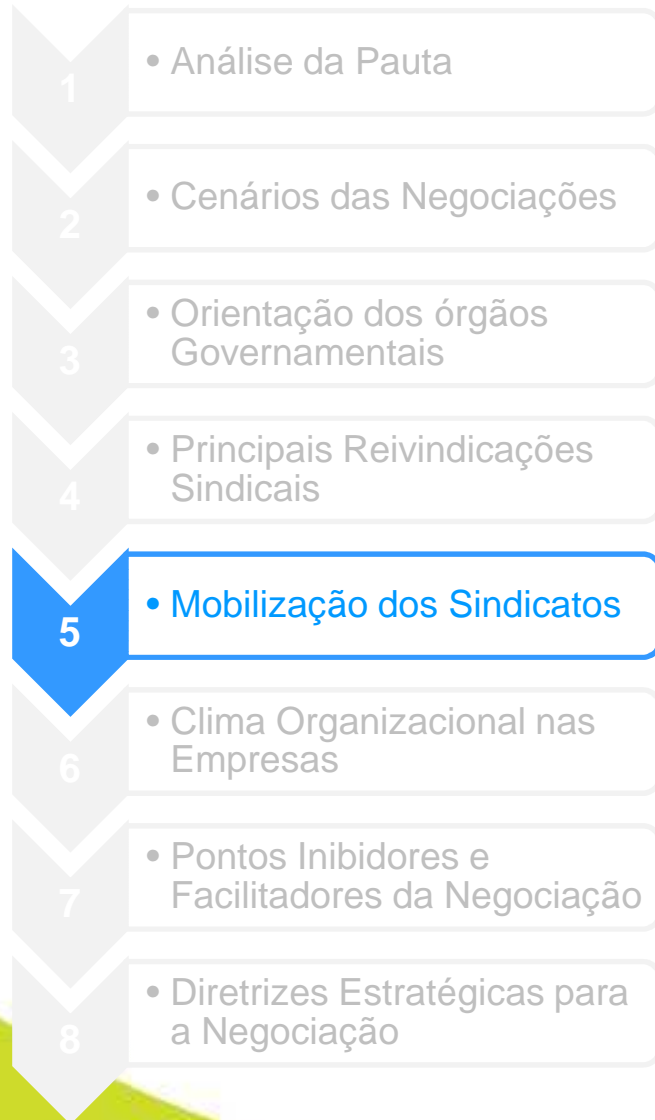 1
• Análise da Pauta
2
• Cenários das Negociações
3
• Orientação dos órgãos
Governamentais
4
• Principais Reivindicações
Sindicais
5
• Mobilização dos Sindicatos
6
• Clima Organizacional nas
Empresas
7
• Pontos Inibidores e
Facilitadores da Negociação
8
• Diretrizes Estratégicas para
a Negociação